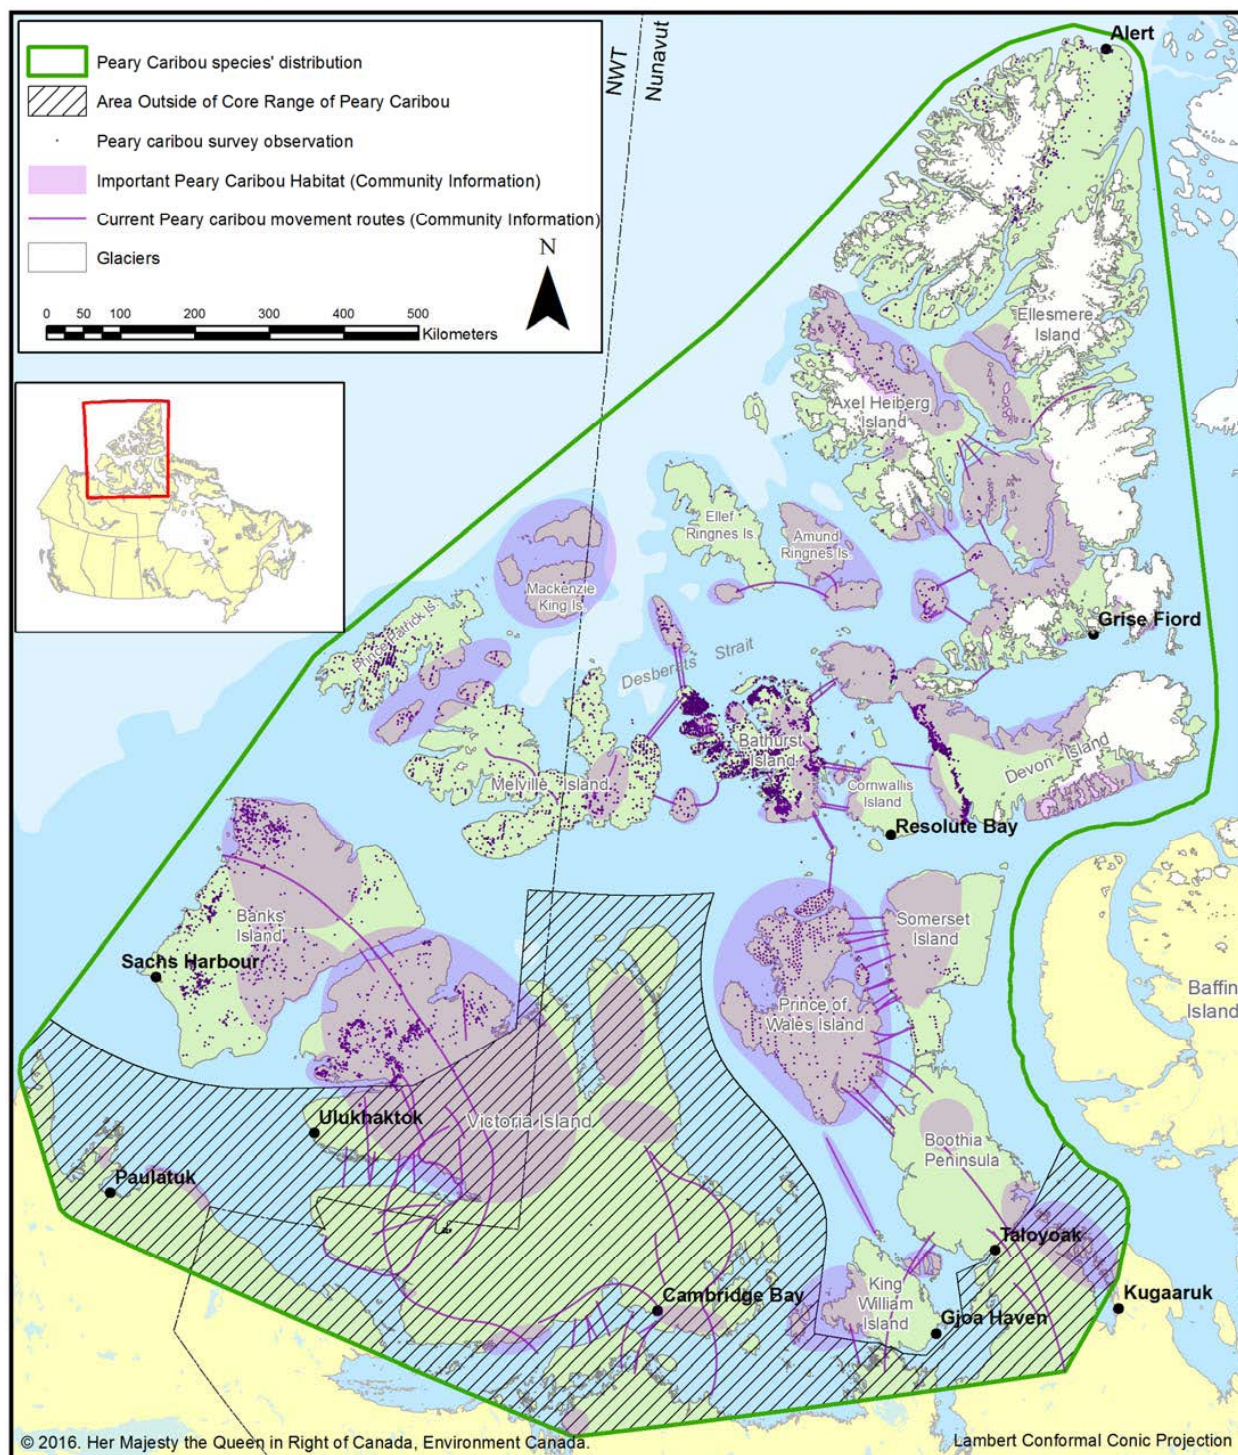 Peary Caribou species' distribution
Area Outside of Core Range of Peary Caribou
Peary caribou survey observation
Important Peary Caribou Habitat (Community Information)
Current Peary caribou movement routes (Community Information)
Glaciers
N
0 50 100 200 300 400 500
Kilometers
NWT
Nunavut
Alert
Ellesmere
Island
Axel Heiberg
Island
Ellef
Ringnes Is.
Amund
Ringnes Is.
Mackenzie
King Is.
Prince Patrick Is.
Grise Fiord
Desberats Strait
Bathurst
Island
Melville Island
Cornwallis
Island
Devon Island
Resolute Bay
Banks
Island
Somerset
Island
Sachs Harbour
Prince of
Wales Island
Baffin
Island
Ulukhaktok
Victoria Island
Boothia
Peninsula
Paulatuk
Taloyoak
Cambridge Bay
King
William
Island
Kugaaruk
Gjoa Haven
© 2016. Her Majesty the Queen in Right of Canada, Environment Canada.
Lambert Conformal Conic Projection